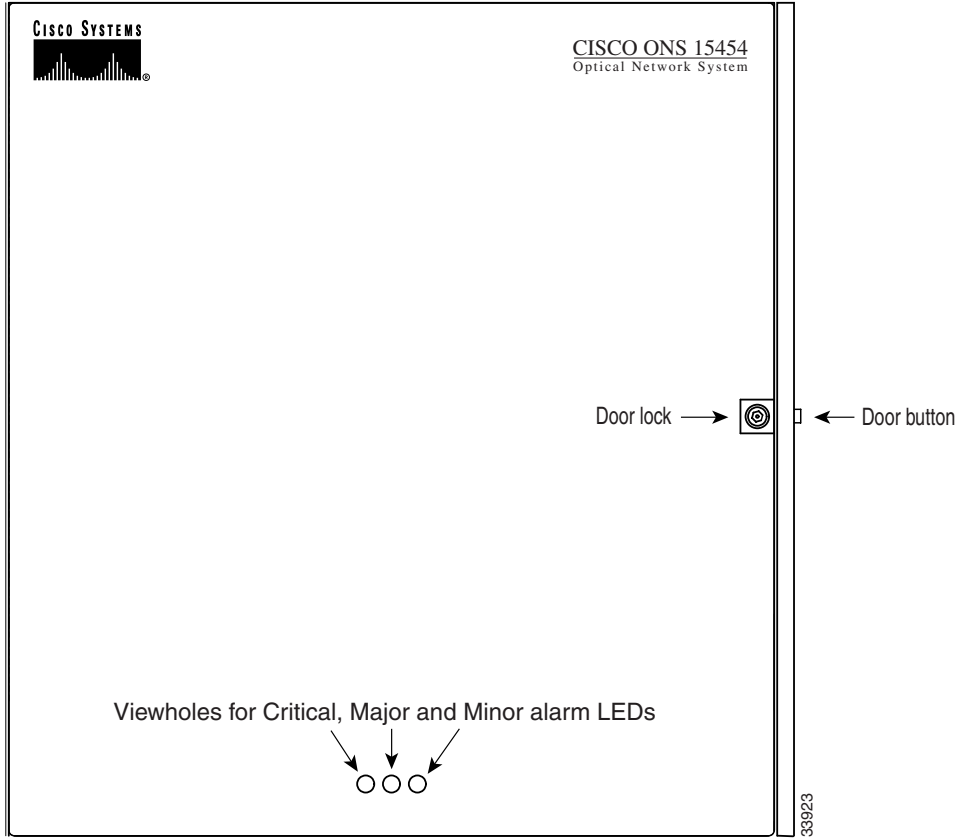 CISCO SYSTEMS
®
CISCO ONS 15454
Optical Network System
Door lock
Door button
Viewholes for Critical, Major and Minor alarm LEDs
33923